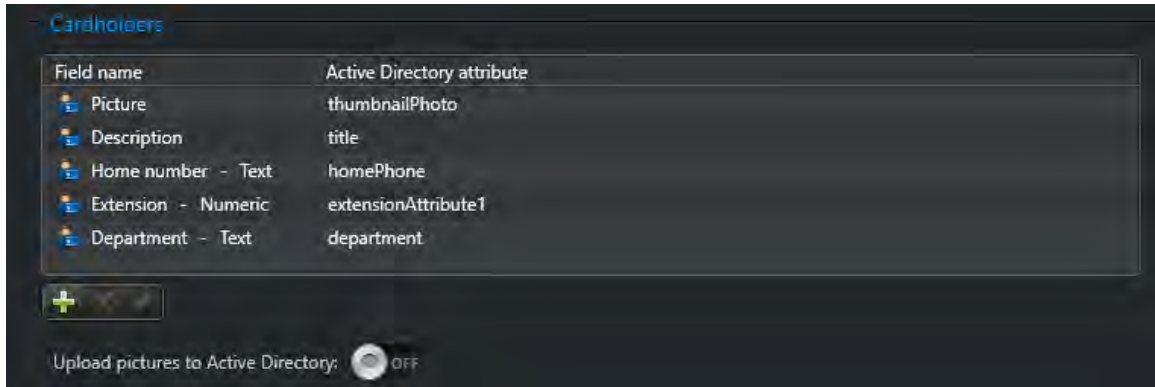 Cardholders
Field name Active Directory attribute
Picture thumbnailPhoto
Description title
Home number - Text homePhone
Extension - Numeric extensionAttribute1
Department - Text department
Upload pictures to Active Directory: OFF